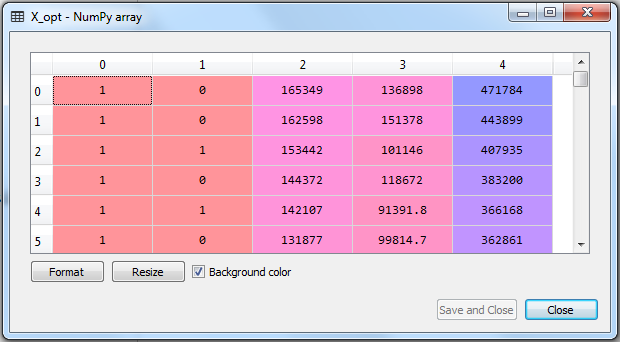 X_opt - NumPy array
0 1 2 3 4
0 1 0 165349 136898 471784
1 1 0 162598 151378 443899
2 1 1 153442 101146 407935
3 1 0 144372 118672 383200
4 1 1 142107 91391.8 366168
5 1 0 131877 99814.7 362861
Format Resize Background color
Save and Close Close